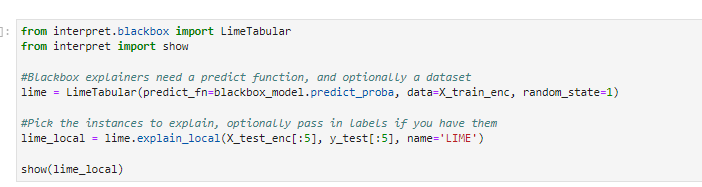 ]: from interpret.blackbox import LimeTabular
from interpret import show
#Blackbox explainers need a predict function, and optionally a dataset
lime = LimeTabular(predict_fn=blackbox_model.predict_proba, data=X_train_enc, random_state=1)
#Pick the instances to explain, optionally pass in labels if you have them
lime_local = lime.explain_local(X_test_enc[:5], y_test[:5], name='LIME')
show(lime_local)